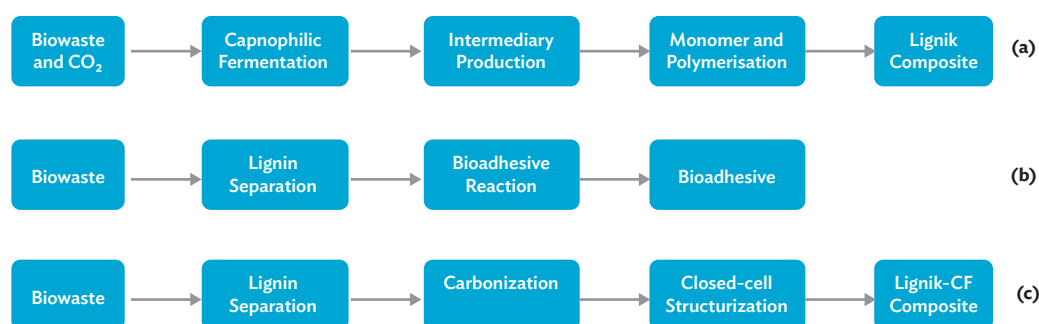 Biowaste
and CO₂
Capnophilic
Fermentation
Intermediary
Production
Monomer and
Polymerisation
Lignik
Composite
(a)
Biowaste
Lignin
Separation
Bioadhesive
Reaction
Bioadhesive
(b)
Biowaste
Lignin
Separation
Carbonization
Closed-cell
Structurization
Lignik-CF
Composite
(c)